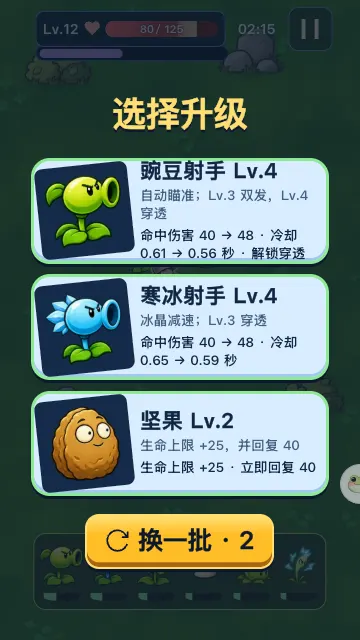 Lv.12 80 / 125 02:15
选择升级
豌豆射手 Lv.4
自动瞄准；Lv.3 双发，Lv.4
穿透
命中伤害 40 → 48 · 冷却
0.61 → 0.56 秒 · 解锁穿透
寒冰射手 Lv.4
冰晶减速；Lv.3 穿透
命中伤害 40 → 48 · 冷却
0.65 → 0.59 秒
坚果 Lv.2
生命上限 +25，并回复 40
生命上限 +25 · 立即回复 40
换一批 · 2